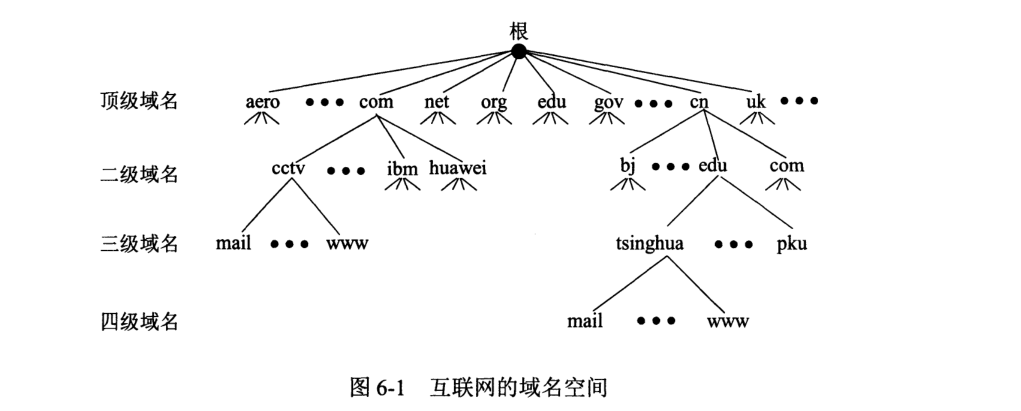 根
顶级域名 aero ••• com net org edu gov ••• cn uk •••
二级域名 cctv ••• ibm huawei bj ••• edu com
三级域名 mail ••• www tsinghua ••• pku
四级域名 mail ••• www
图 6-1 互联网的域名空间